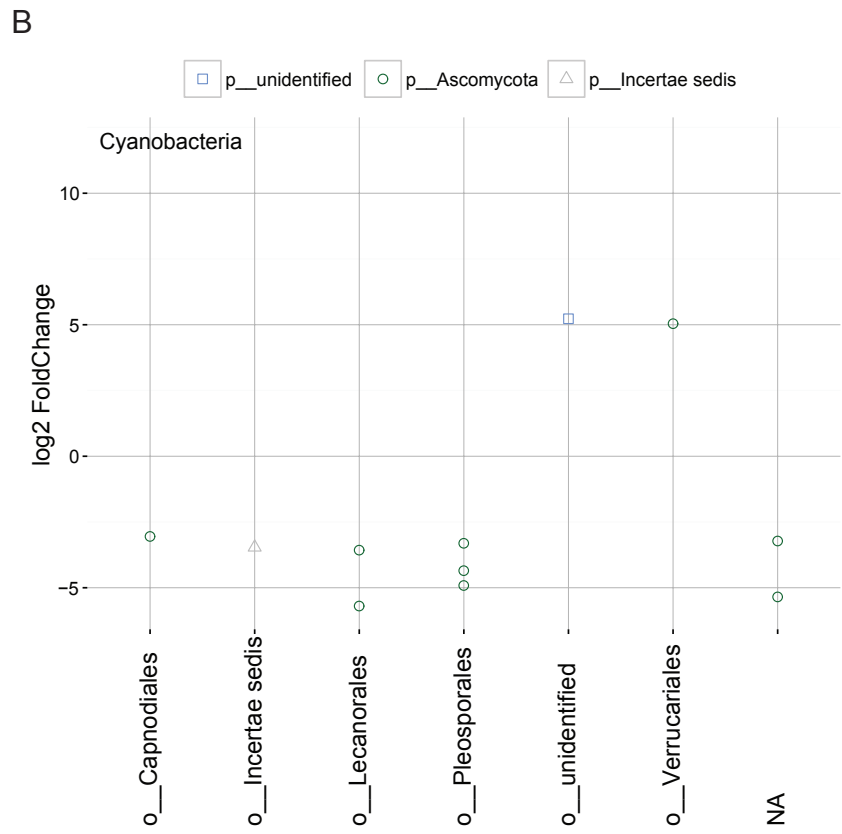 B
p__unidentified p__Ascomycota p__Incertae sedis
Cyanobacteria
10
5
0
−5
log2 FoldChange
o__Capnodiales
o__Incertae sedis
o__Lecanorales
o__Pleosporales
o__unidentified
o__Verrucariales
NA